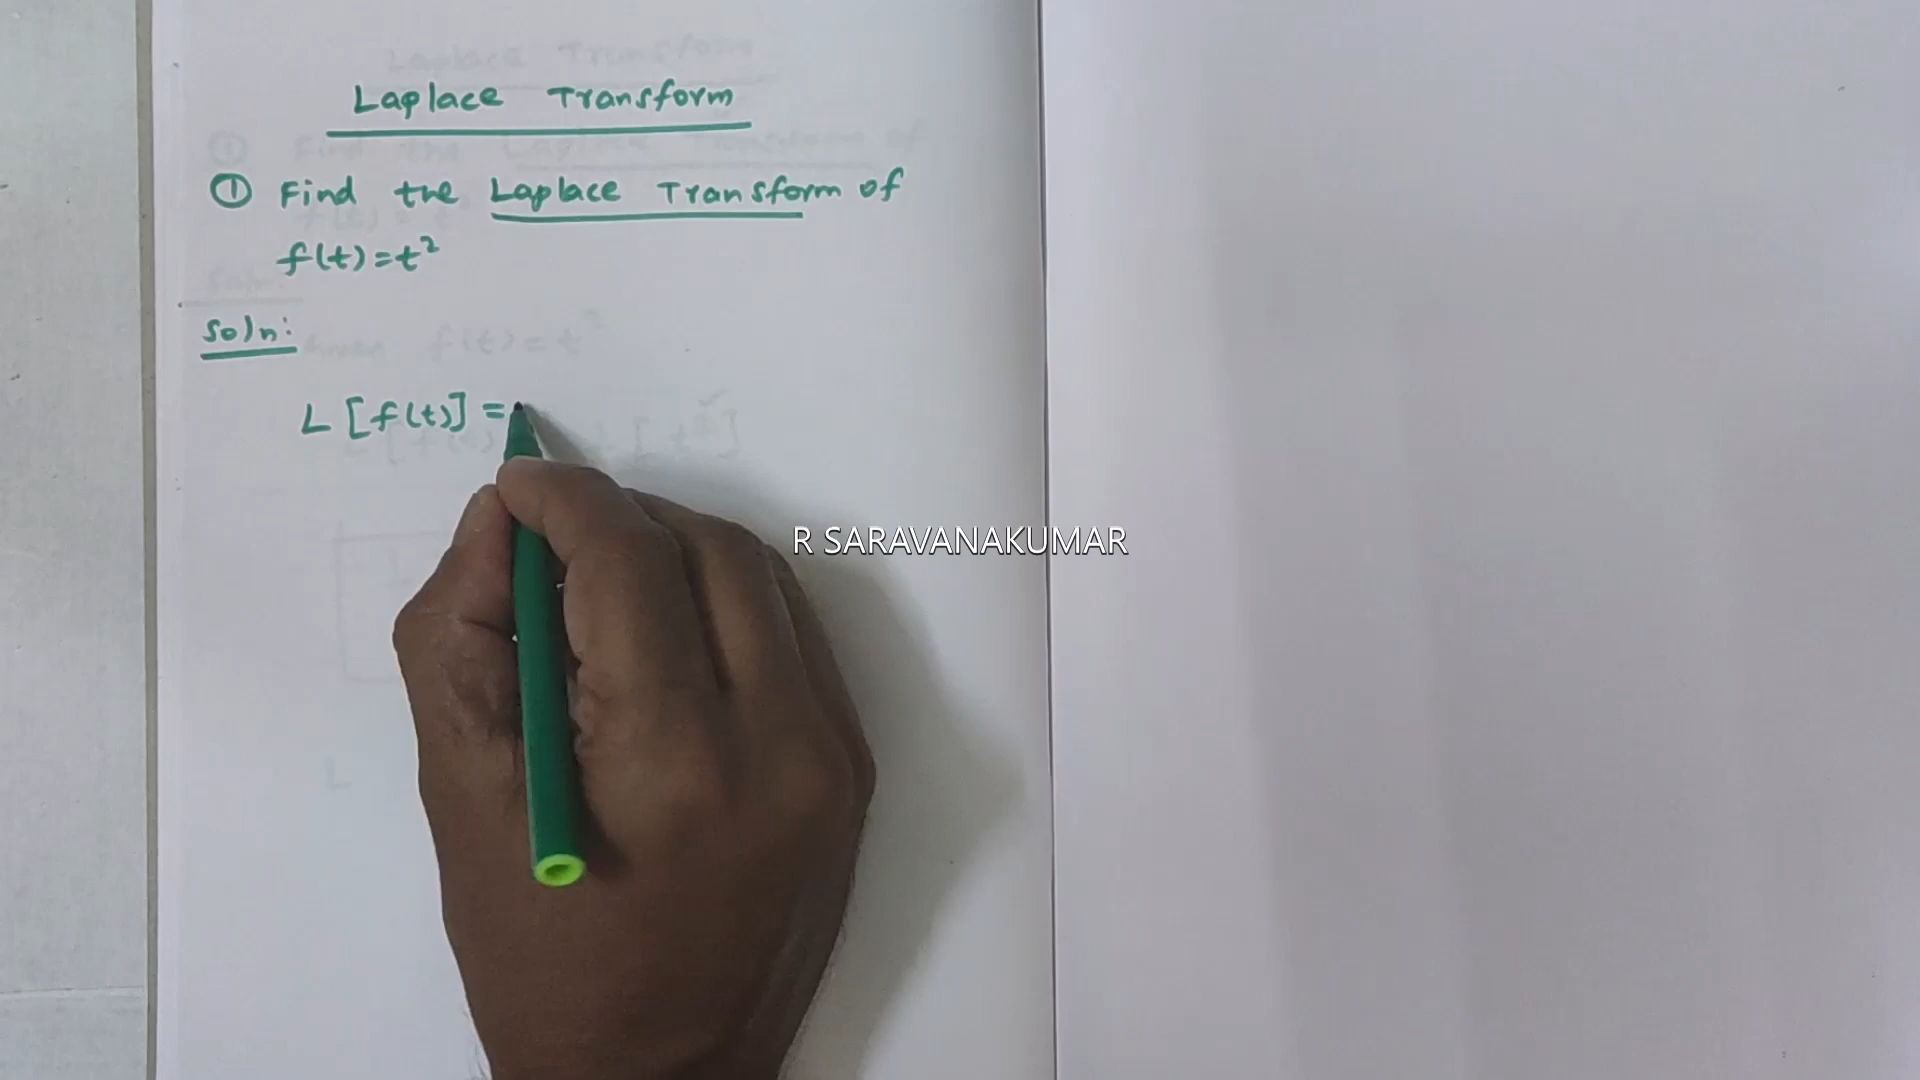 Laplace Transform
① Find the Laplace Transform of
f(t)=t²
Soln:
L [f(t)] =
R SARAVANAKUMAR